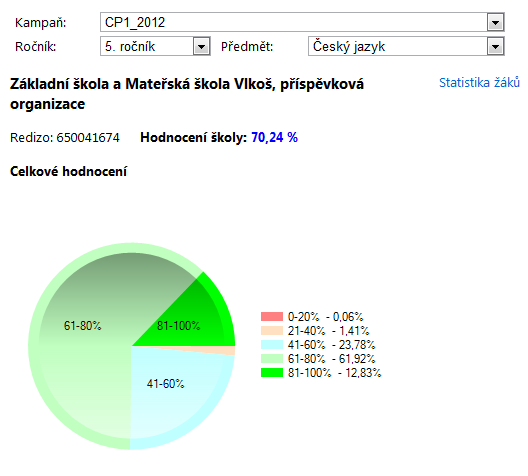 Kampaň: CP1_2012
Ročník: 5. ročník Předmět: Český jazyk
Základní škola a Mateřská škola Vlkoš, příspěvková Statistika žáků
organizace
Redizo: 650041674 Hodnocení školy: 70,24 %
Celkové hodnocení
61-80%
81-100%
41-60%
0-20% - 0,06%
21-40% - 1,41%
41-60% - 23,78%
61-80% - 61,92%
81-100% - 12,83%